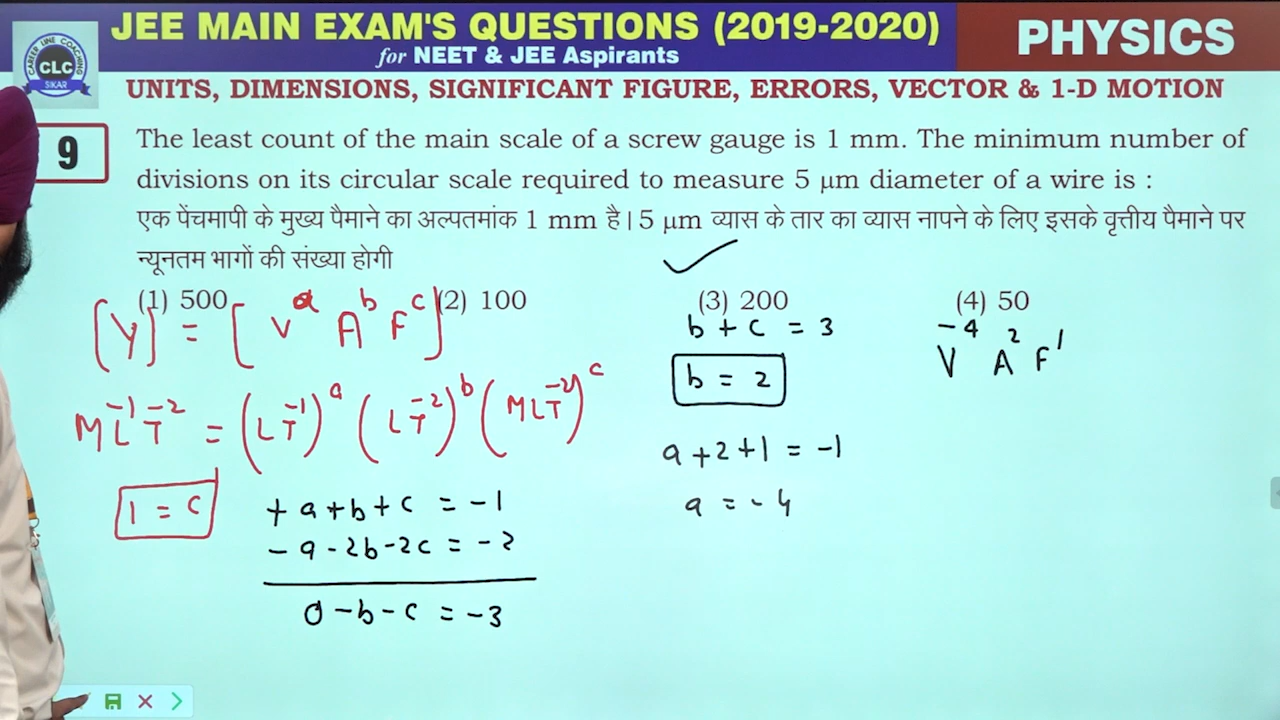 JEE MAIN EXAM'S QUESTIONS (2019-2020)
for NEET & JEE Aspirants
PHYSICS
CAREER LINE COACHING
CLC
SIKAR
UNITS, DIMENSIONS, SIGNIFICANT FIGURE, ERRORS, VECTOR & 1-D MOTION
9
The least count of the main scale of a screw gauge is 1 mm. The minimum number of
divisions on its circular scale required to measure 5 μm diameter of a wire is :
एक पेंचमापी के मुख्य पैमाने का अल्पतमांक 1 mm है। 5 μm व्यास के तार का व्यास नापने के लिए इसके वृत्तीय पैमाने पर
न्यूनतम भागों की संख्या होगी
(1) 500 (2) 100 (3) 200 (4) 50
[Y] = [V^a A^b F^c]
M L^-1 T^-2 = (L T^-1)^a (L T^-2)^b (M L T^-2)^c
1 = c
+ a + b + c = -1
- a - 2b - 2c = -2
0 - b - c = -3
b + c = 3
b = 2
a + 2 + 1 = -1
a = -4
V^-4 A^2 F^1